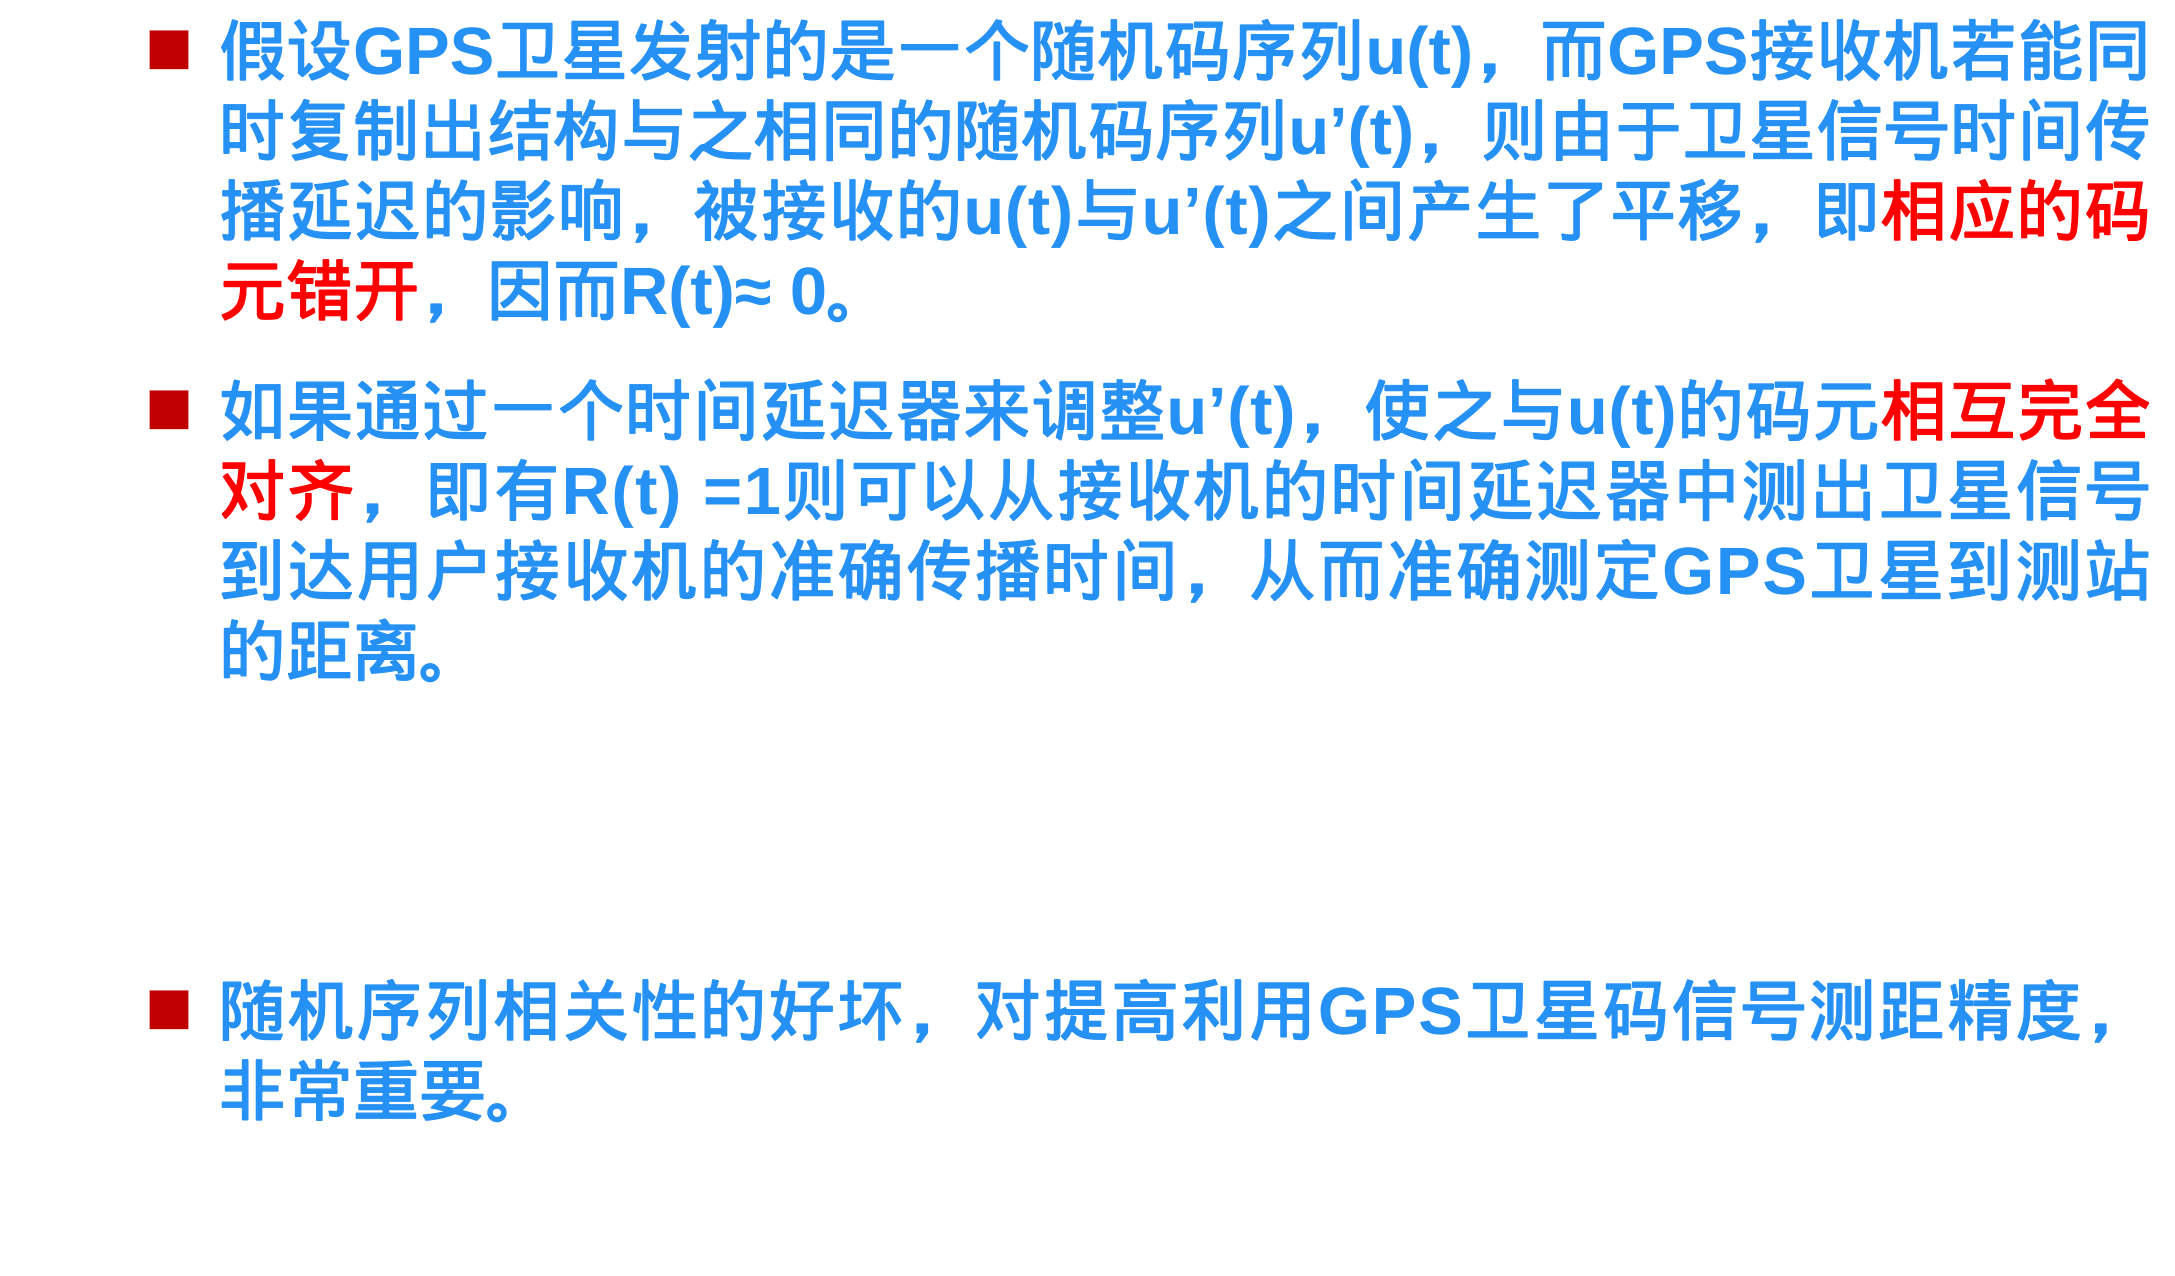 ■ 假设GPS卫星发射的是一个随机码序列u(t)，而GPS接收机若能同
时复制出结构与之相同的随机码序列u’(t)，则由于卫星信号时间传
播延迟的影响，被接收的u(t)与u’(t)之间产生了平移，即相应的码
元错开，因而R(t)≈ 0。
■ 如果通过一个时间延迟器来调整u’(t)，使之与u(t)的码元相互完全
对齐，即有R(t) =1则可以从接收机的时间延迟器中测出卫星信号
到达用户接收机的准确传播时间，从而准确测定GPS卫星到测站
的距离。
■ 随机序列相关性的好坏，对提高利用GPS卫星码信号测距精度，
非常重要。